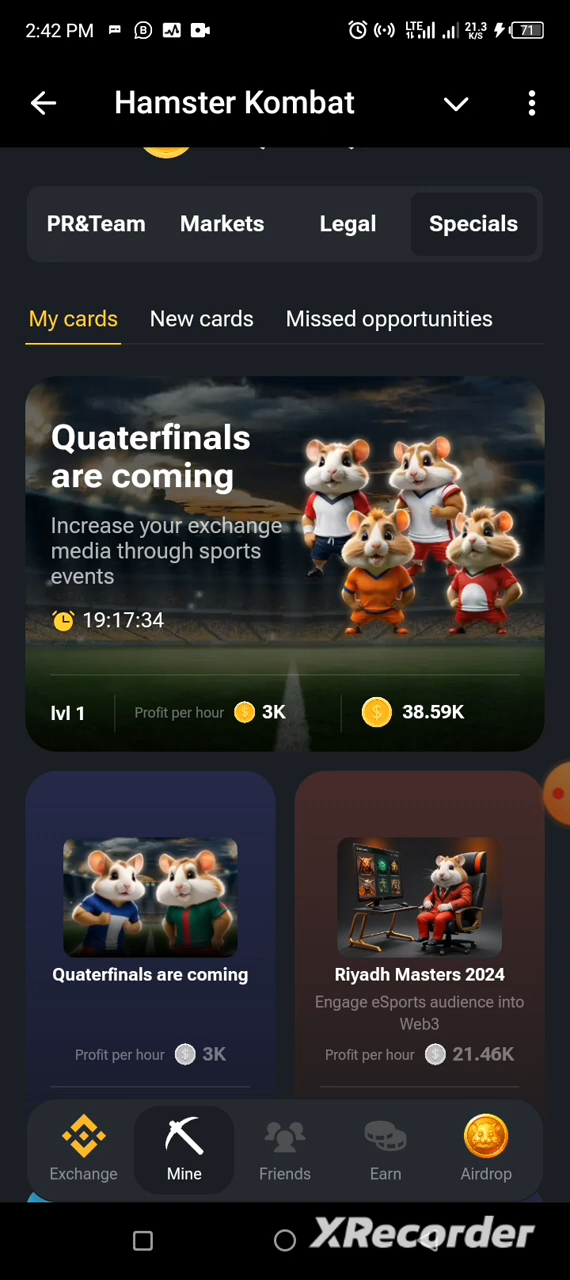 2:42 PM
LTE
21.3
K/S
71
Hamster Kombat
PR&Team
Markets
Legal
Specials
My cards
New cards
Missed opportunities
Quaterfinals
are coming
Increase your exchange
media through sports
events
19:17:34
lvl 1
Profit per hour
3K
38.59K
Quaterfinals are coming
Profit per hour
3K
Riyadh Masters 2024
Engage eSports audience into
Web3
Profit per hour
21.46K
Exchange
Mine
Friends
Earn
Airdrop
XRecorder